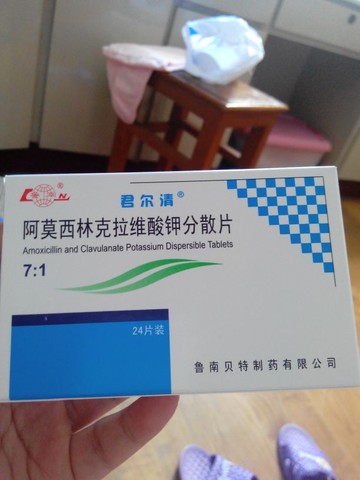 君尔清®
阿莫西林克拉维酸钾分散片
Amoxicillin and Clavulanate Potassium Dispersible Tablets
7:1
24片装
鲁南贝特制药有限公司